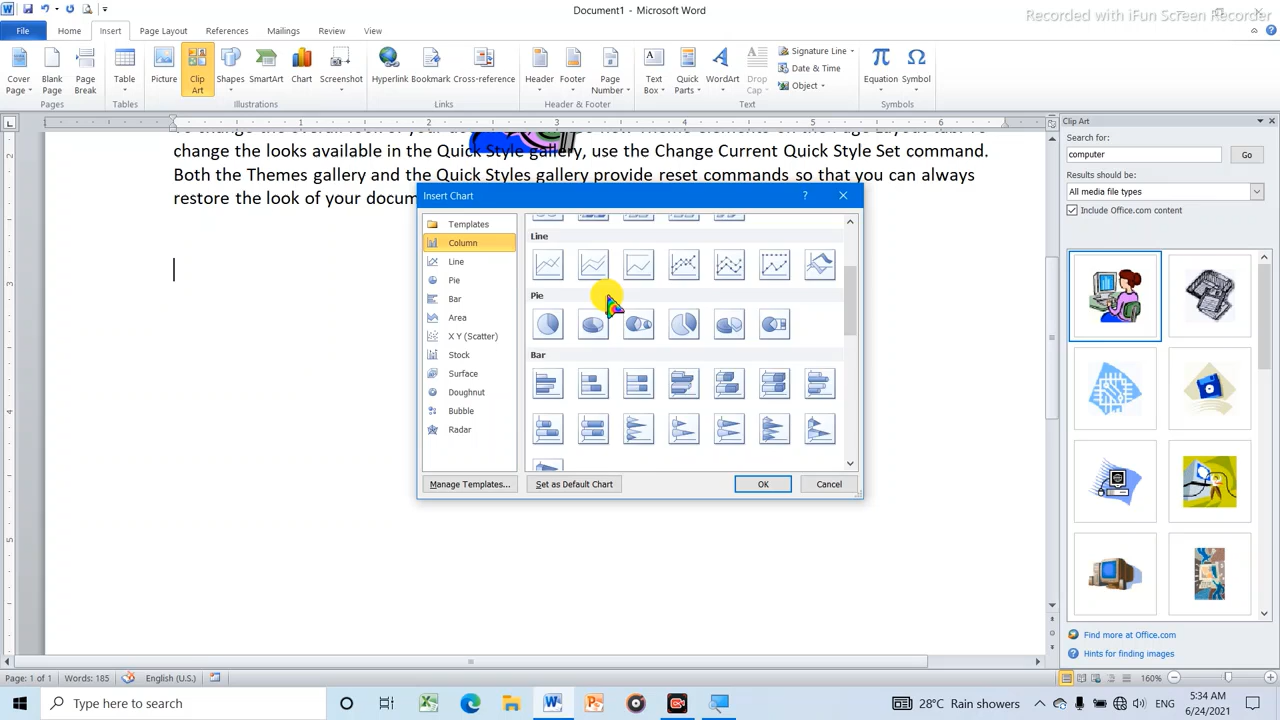 Document1 - Microsoft Word
Recorded with iFun Screen Recorder
File Home Insert Page Layout References Mailings Review View
Cover Page
Blank Page
Page Break
Table
Picture
Clip Art
Shapes
SmartArt
Chart
Screenshot
Hyperlink
Bookmark
Cross-reference
Header
Footer
Page Number
Text Box
Quick Parts
WordArt
Drop Cap
Signature Line
Date & Time
Object
Equation
Symbol
Pages Tables Illustrations Links Header & Footer Text Symbols
change the looks available in the Quick Style gallery, use the Change Current Quick Style Set command.
Both the Themes gallery and the Quick Styles gallery provide reset commands so that you can always
restore the look of your docum
Insert Chart
Templates
Column
Line
Pie
Bar
Area
X Y (Scatter)
Stock
Surface
Doughnut
Bubble
Radar
Line
Pie
Bar
Manage Templates...
Set as Default Chart
OK
Cancel
Clip Art
Search for:
computer
Go
Results should be:
All media file types
Include Office.com content
Find more at Office.com
Hints for finding images
Page: 1 of 1
Words: 185
English (U.S.)
160%
Type here to search
28°C Rain showers
ENG
5:34 AM
6/24/2021